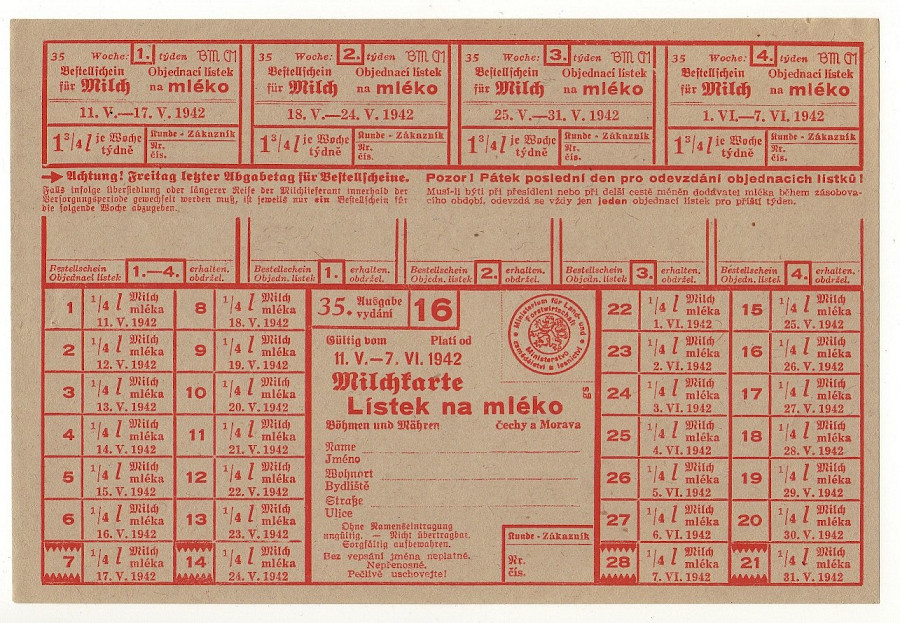 35 Woche: 1. týden BM ČM
Bestellschein Objednací lístek
für Milch na mléko
11. V.—17. V. 1942
1 3/4 l je Woche týdně
Kunde - Zákazník
Nr.
čís.
35 Woche: 2. týden BM ČM
Bestellschein Objednací lístek
für Milch na mléko
18. V.—24. V. 1942
1 3/4 l je Woche týdně
Kunde - Zákazník
Nr.
čís.
35 Woche: 3. týden BM ČM
Bestellschein Objednací lístek
für Milch na mléko
25. V.—31. V. 1942
1 3/4 l je Woche týdně
Kunde - Zákazník
Nr.
čís.
35 Woche: 4. týden BM ČM
Bestellschein Objednací lístek
für Milch na mléko
1. VI.—7. VI. 1942
1 3/4 l je Woche týdně
Kunde - Zákazník
Nr.
čís.
Achtung! Freitag letzter Abgabetag für Bestellscheine.
Falls infolge Übersiedlung oder längerer Reise der Milchlieferant innerhalb der
Versorgungsperiode gewechselt werden muß, ist jeweils nur ein Bestellschein für
die folgende Woche abzugeben.
Pozor! Pátek poslední den pro odevzdání objednacích lístků!
Musí-li býti při přesídlení nebo při delší cestě měněn dodávatel mléka během zásobova-
cího období, odevzdá se vždy jen jeden objednací lístek pro příští týden.
Bestellschein 1.—4. erhalten.
Objednací lístek obdržel.
Bestellschein 1. erhalten.
Objedn. lístek obdržel.
Bestellschein 2. erhalten.
Objedn. lístek obdržel.
Bestellschein 3. erhalten.
Objedn. lístek obdržel.
Bestellschein 4. erhalten.
Objedn. lístek obdržel.
1 1/4 l Milch mléka 11. V. 1942
2 1/4 l Milch mléka 12. V. 1942
3 1/4 l Milch mléka 13. V. 1942
4 1/4 l Milch mléka 14. V. 1942
5 1/4 l Milch mléka 15. V. 1942
6 1/4 l Milch mléka 16. V. 1942
7 1/4 l Milch mléka 17. V. 1942
8 1/4 l Milch mléka 18. V. 1942
9 1/4 l Milch mléka 19. V. 1942
10 1/4 l Milch mléka 20. V. 1942
11 1/4 l Milch mléka 21. V. 1942
12 1/4 l Milch mléka 22. V. 1942
13 1/4 l Milch mléka 23. V. 1942
14 1/4 l Milch mléka 24. V. 1942
35. Ausgabe vydání 16
Gültig vom Platí od
11. V.—7. VI. 1942
Milchkarte
Lístek na mléko
Böhmen und Mähren Čechy a Morava
Name
Jméno
Wohnort
Bydliště
Straße
Ulice
Ohne Namenseintragung
ungültig. — Nicht übertragbar.
Sorgfältig aufbewahren.
Bez vepsání jména neplatné.
Nepřenosné.
Pečlivě uschovejte!
Ministerium für Land- und Forstwirtschaft
Ministerstvo zemědělství a lesnictví
Kunde - Zákazník
Nr.
čís.
22 1/4 l Milch mléka 1. VI. 1942
23 1/4 l Milch mléka 2. VI. 1942
24 1/4 l Milch mléka 3. VI. 1942
25 1/4 l Milch mléka 4. VI. 1942
26 1/4 l Milch mléka 5. VI. 1942
27 1/4 l Milch mléka 6. VI. 1942
28 1/4 l Milch mléka 7. VI. 1942
15 1/4 l Milch mléka 25. V. 1942
16 1/4 l Milch mléka 26. V. 1942
17 1/4 l Milch mléka 27. V. 1942
18 1/4 l Milch mléka 28. V. 1942
19 1/4 l Milch mléka 29. V. 1942
20 1/4 l Milch mléka 30. V. 1942
21 1/4 l Milch mléka 31. V. 1942